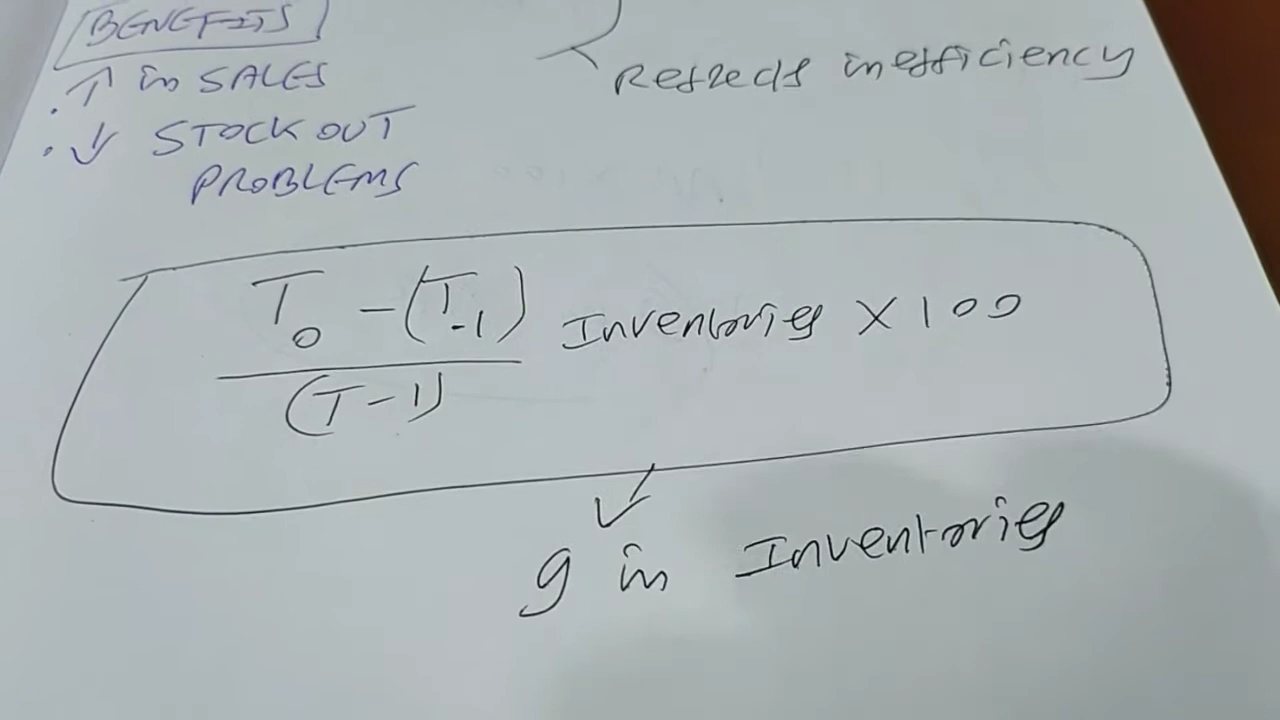 BENEFITS
. ↑ in SALES
. ↓ STOCK OUT
PROBLEMS
Reflects inefficiency
T0 - (T-1)
(T-1)
Inventories X 100
g in Inventories